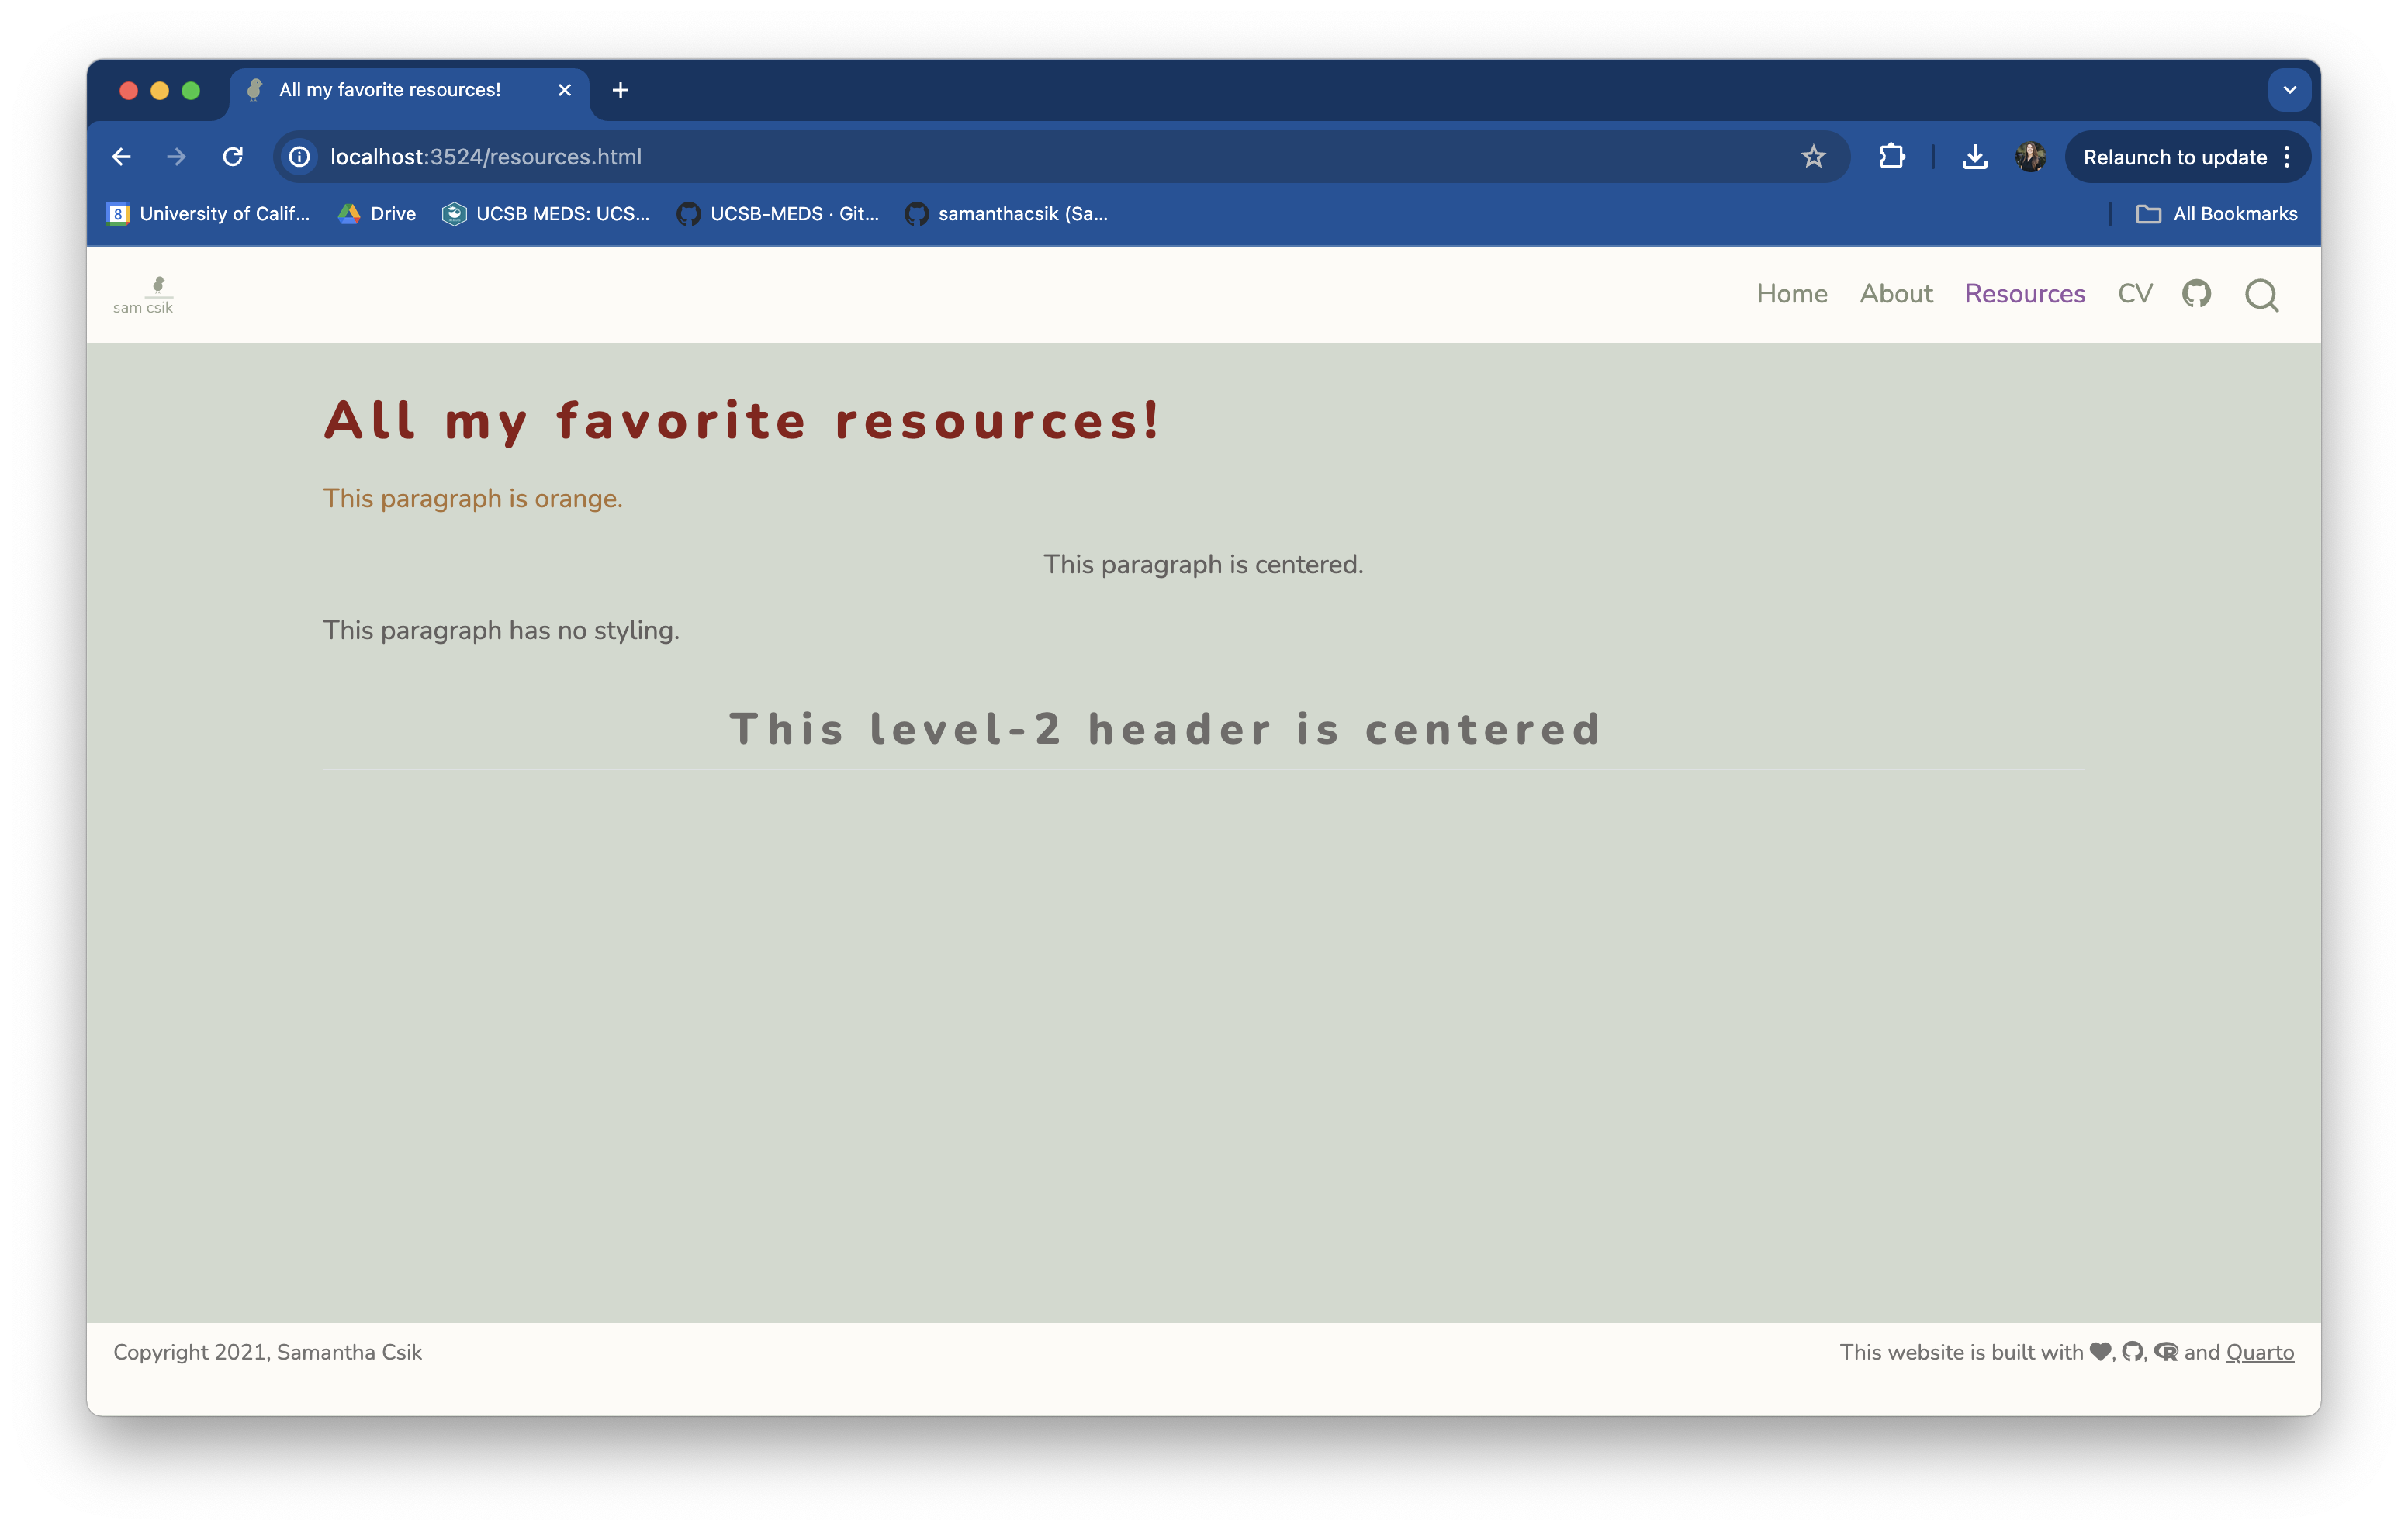 All my favorite resources!
localhost:3524/resources.html
Relaunch to update
8 University of Calif... Drive UCSB MEDS: UCS... UCSB-MEDS · Git... samanthacsik (Sa... All Bookmarks
sam csik
Home About Resources CV
All my favorite resources!
This paragraph is orange.
This paragraph is centered.
This paragraph has no styling.
This level-2 header is centered
Copyright 2021, Samantha Csik
This website is built with , , R and Quarto